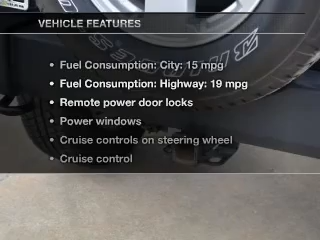 VEHICLE FEATURES
• Fuel Consumption: City: 15 mpg
• Fuel Consumption: Highway: 19 mpg
• Remote power door locks
• Power windows
• Cruise controls on steering wheel
• Cruise control